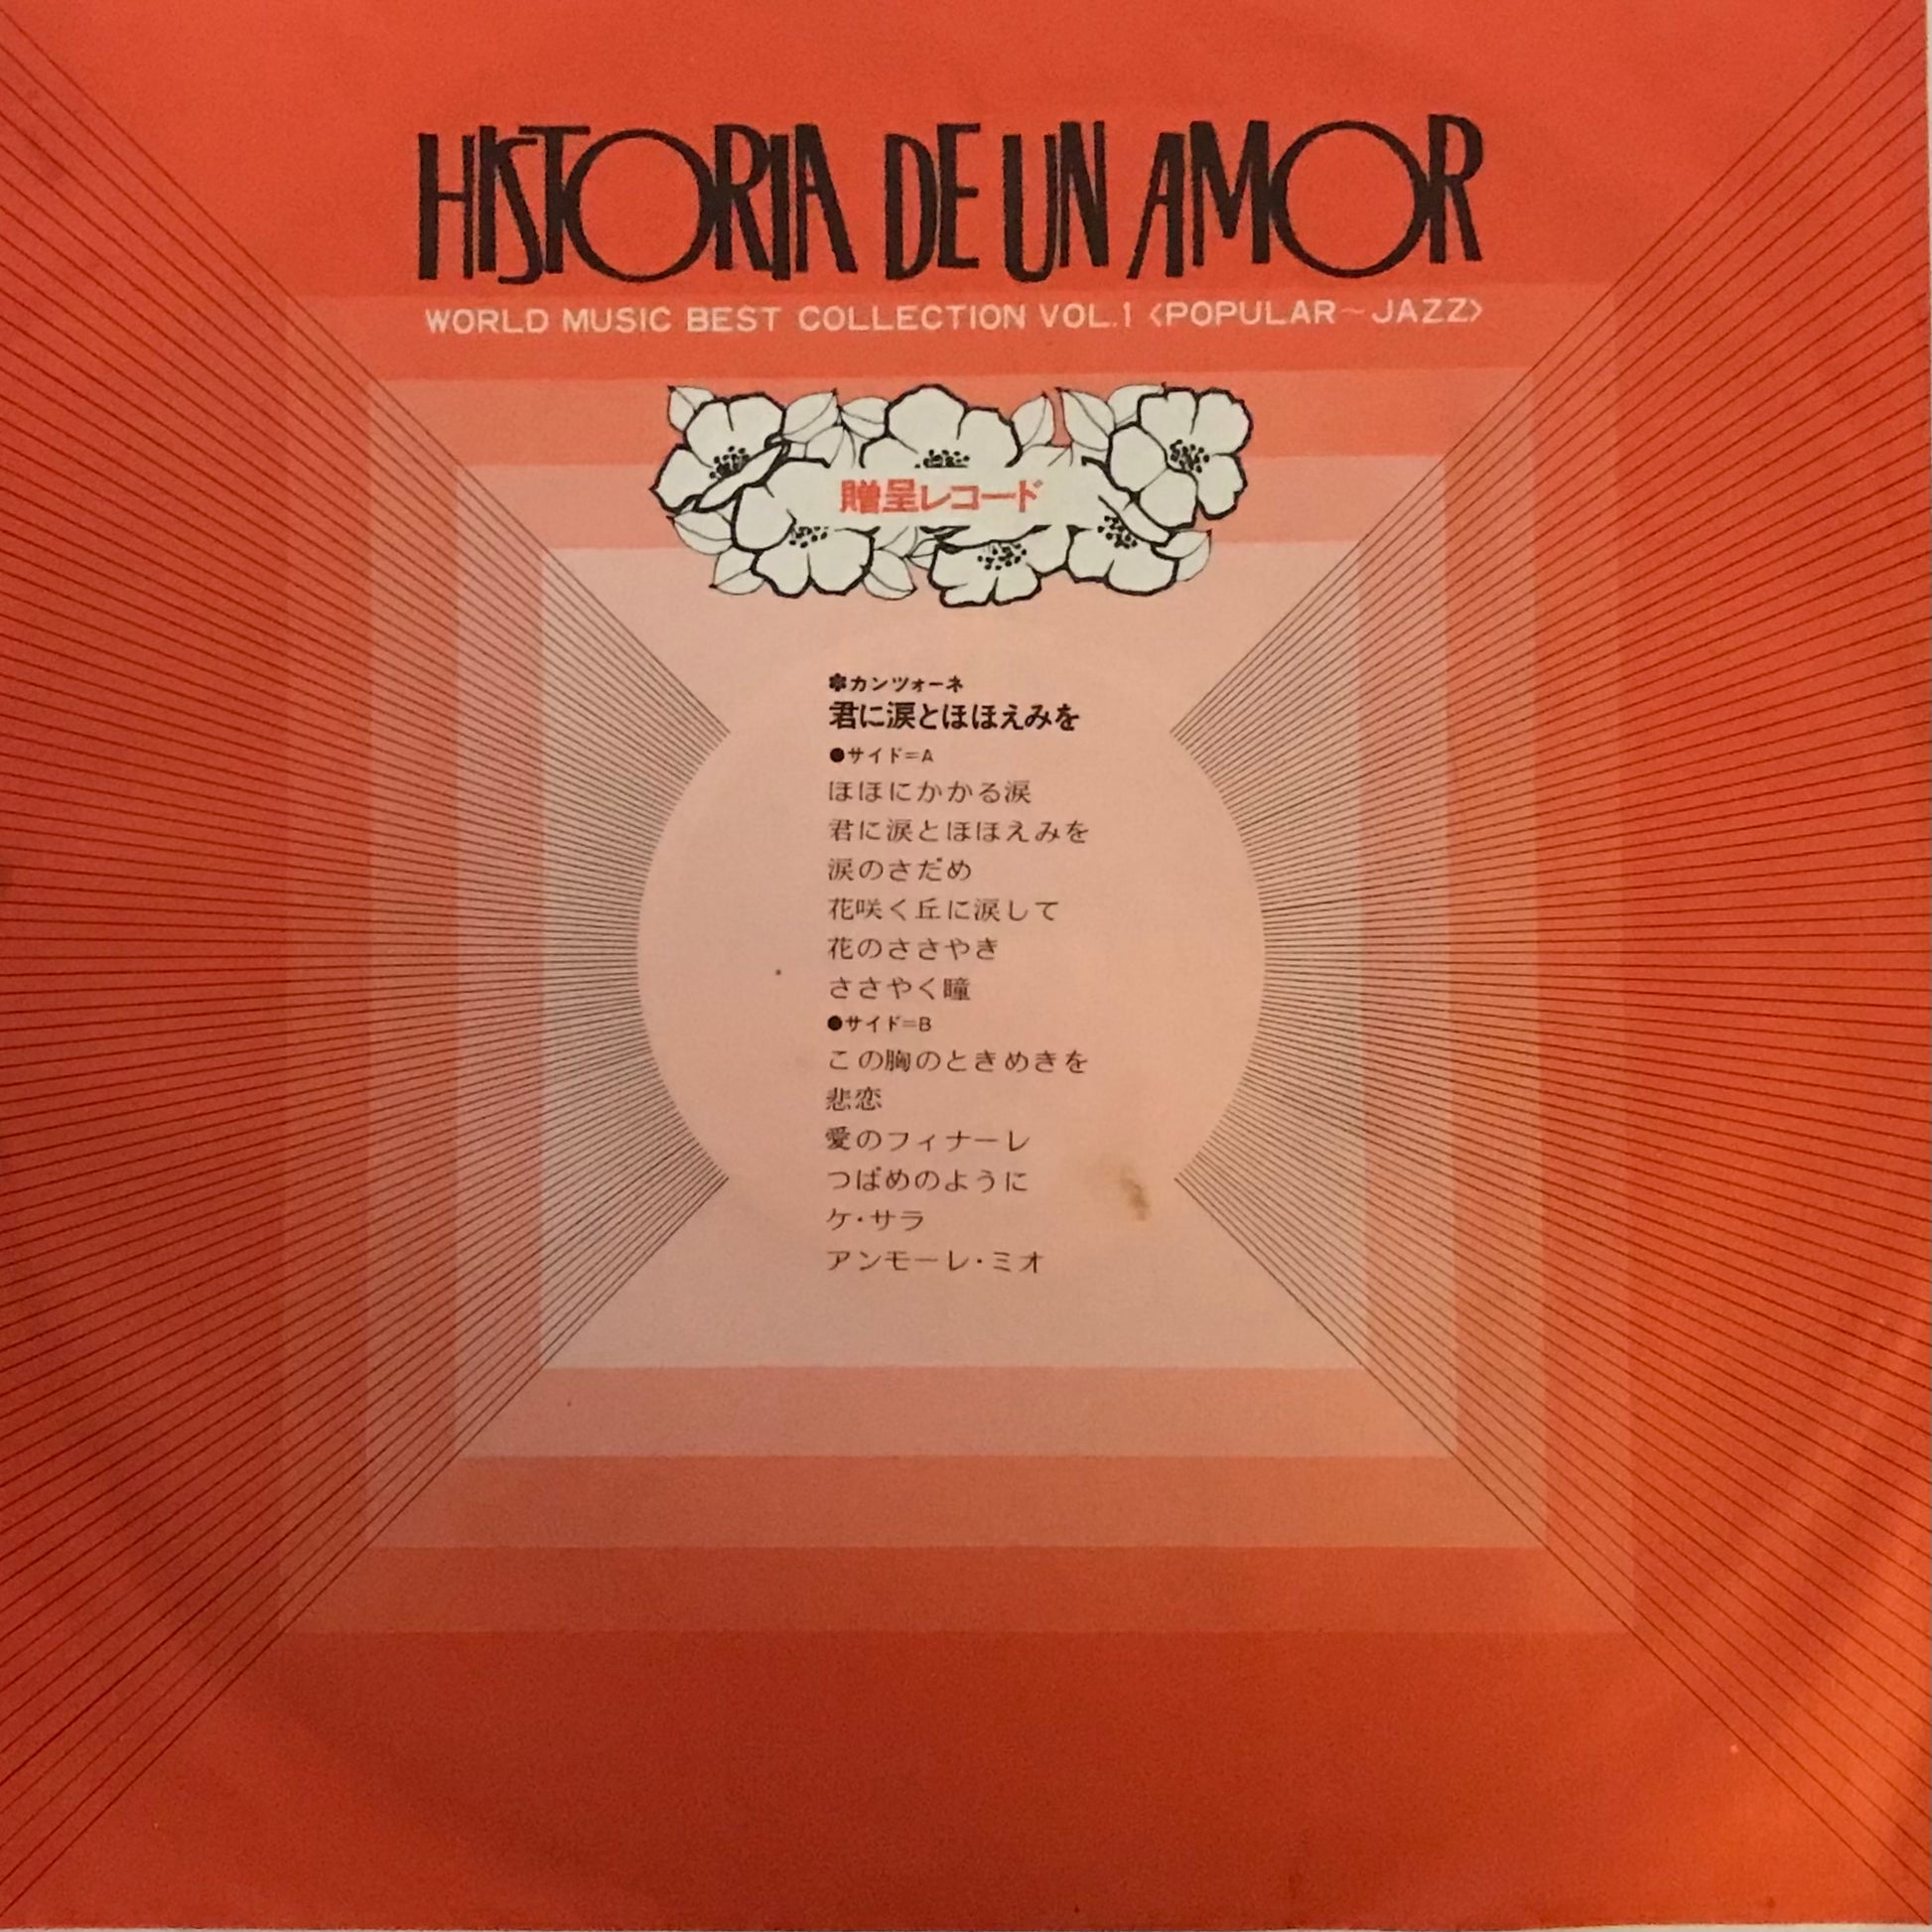 HISTORIA DE UN AMOR
WORLD MUSIC BEST COLLECTION VOL.1 <POPULAR~JAZZ>
贈呈レコード
✽カンツォーネ
君に涙とほほえみを
●サイド=A
ほほにかかる涙
君に涙とほほえみを
涙のさだめ
花咲く丘に涙して
花のささやき
ささやく瞳
●サイド=B
この胸のときめきを
悲恋
愛のフィナーレ
つばめのように
ケ・サラ
アンモーレ・ミオ